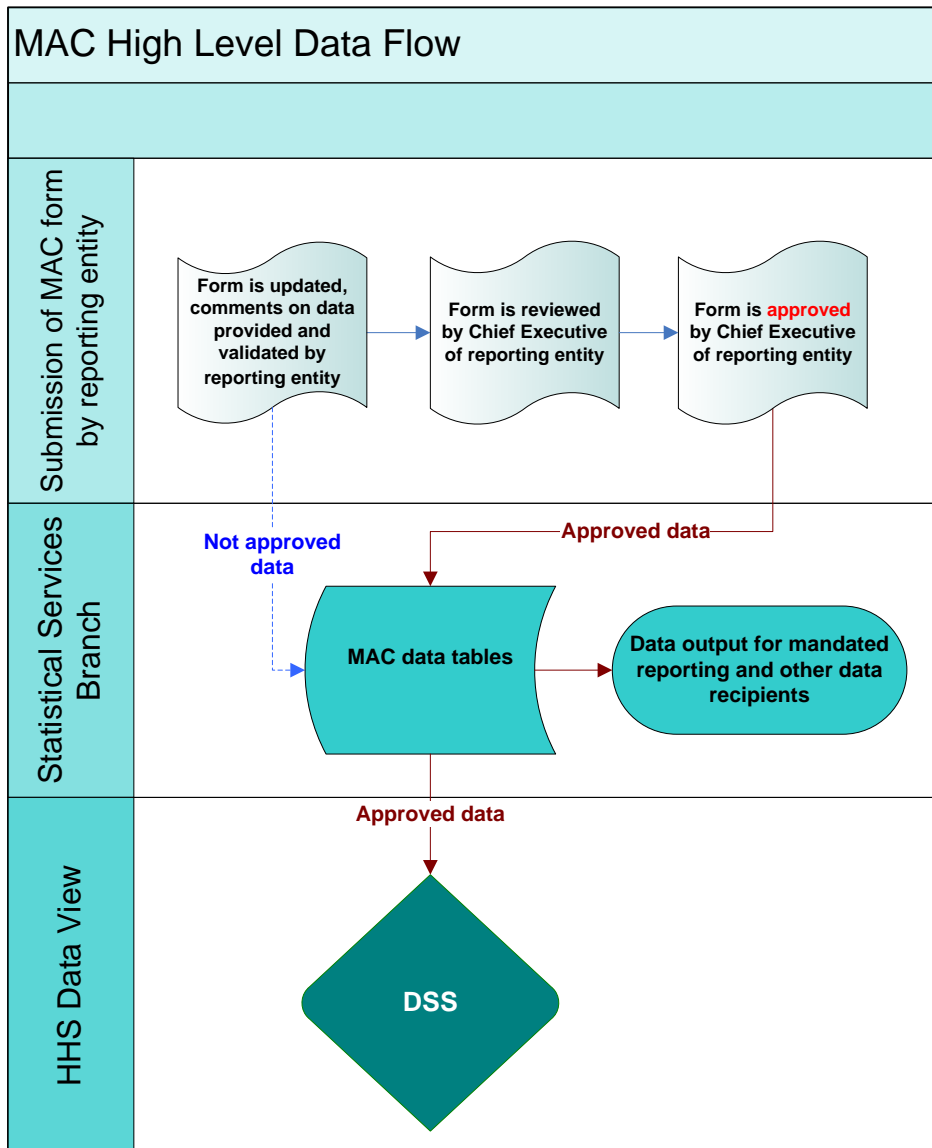 MAC High Level Data Flow
Submission of MAC form
by reporting entity
Form is updated,
comments on data
provided and
validated by
reporting entity
Form is reviewed
by Chief Executive
of reporting entity
Form is approved
by Chief Executive
of reporting entity
Statistical Services
Branch
Not approved
data
Approved data
MAC data tables
Data output for mandated
reporting and other data
recipients
HHS Data View
Approved data
DSS